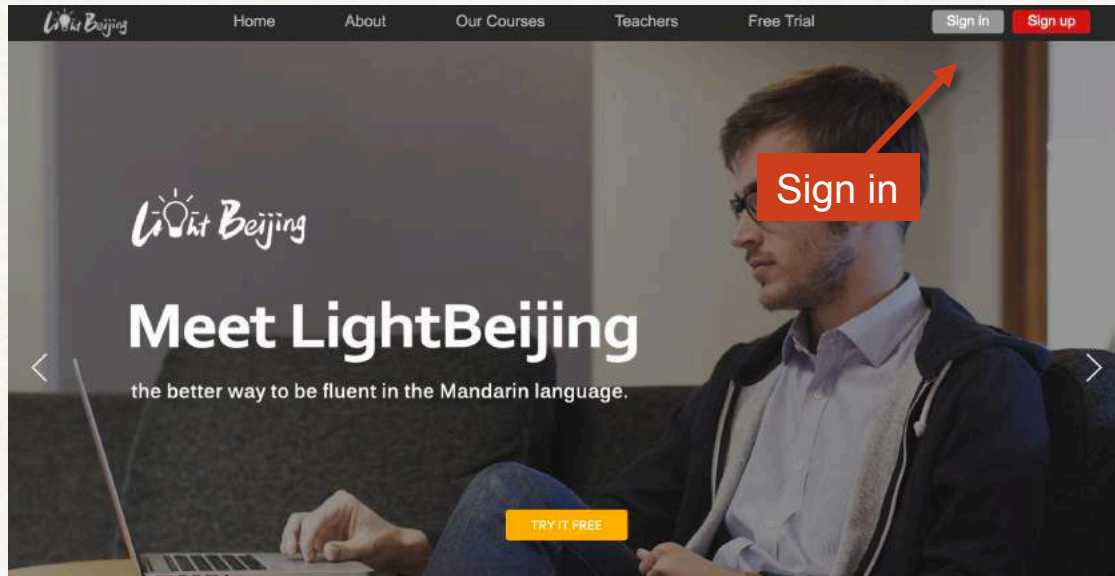 Light Beijing Home About Our Courses Teachers Free Trial Sign in Sign up
Sign in
Light Beijing
Meet LightBeijing
the better way to be fluent in the Mandarin language.
TRY IT FREE